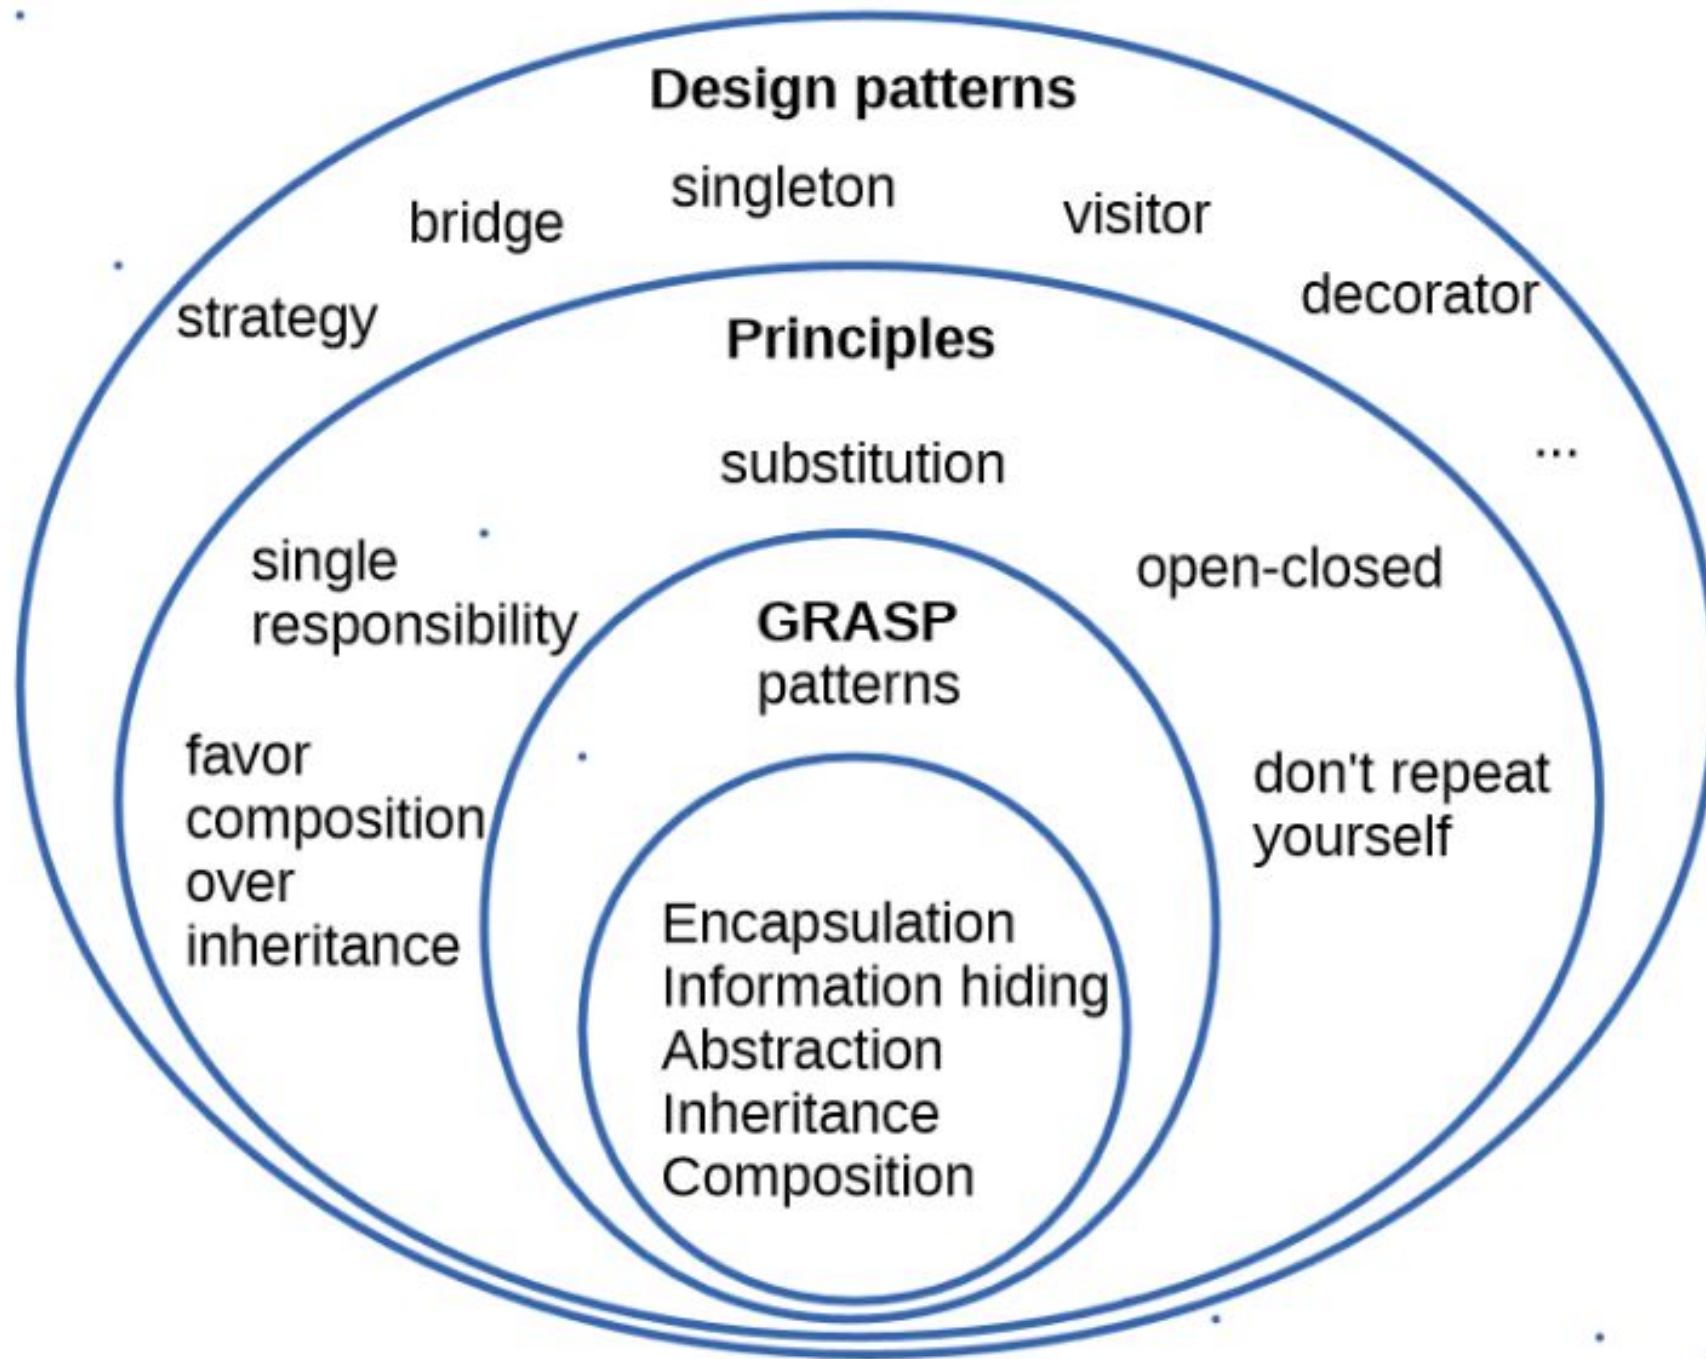 Design patterns
singleton
bridge
visitor
decorator
strategy
...
Principles
substitution
single
responsibility
open-closed
favor
composition
over
inheritance
don't repeat
yourself
GRASP
patterns
Encapsulation
Information hiding
Abstraction
Inheritance
Composition